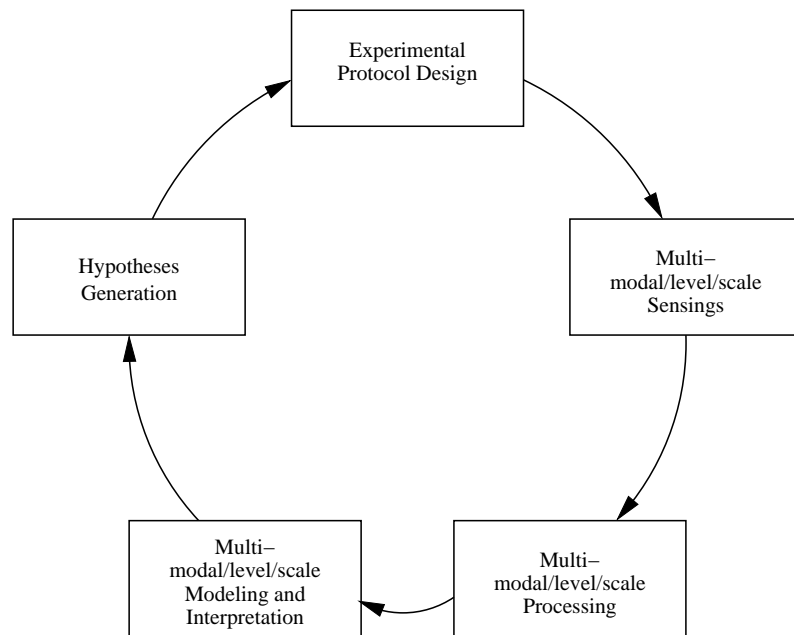 Experimental
Protocol Design
Hypotheses
Generation
Multi−
modal/level/scale
Sensings
Multi−
modal/level/scale
Modeling and
Interpretation
Multi−
modal/level/scale
Processing